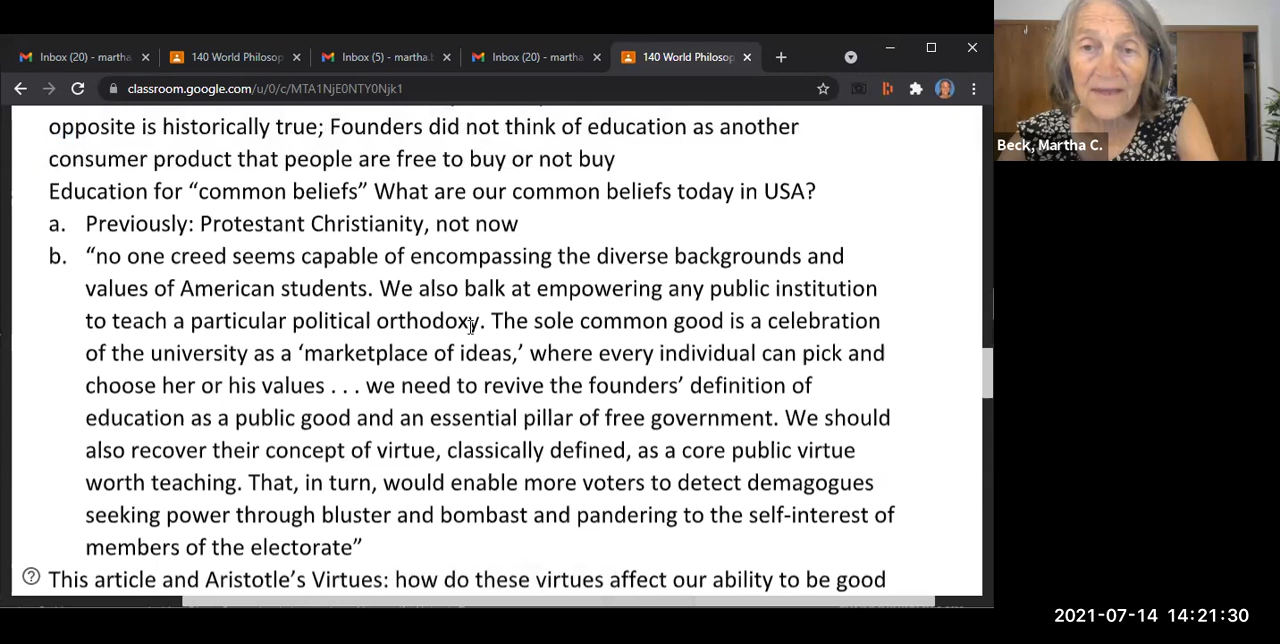 Inbox (20) - martha
140 World Philosop
Inbox (5) - martha.
Inbox (20) - martha
140 World Philosop
classroom.google.com/u/0/c/MTA1NjE0NTY0Njk1
Beck, Martha C.
opposite is historically true; Founders did not think of education as another
consumer product that people are free to buy or not buy
Education for “common beliefs” What are our common beliefs today in USA?
a. Previously: Protestant Christianity, not now
b. “no one creed seems capable of encompassing the diverse backgrounds and
values of American students. We also balk at empowering any public institution
to teach a particular political orthodoxy. The sole common good is a celebration
of the university as a ‘marketplace of ideas,’ where every individual can pick and
choose her or his values . . . we need to revive the founders’ definition of
education as a public good and an essential pillar of free government. We should
also recover their concept of virtue, classically defined, as a core public virtue
worth teaching. That, in turn, would enable more voters to detect demagogues
seeking power through bluster and bombast and pandering to the self-interest of
members of the electorate”
This article and Aristotle’s Virtues: how do these virtues affect our ability to be good
2021-07-14 14:21:30